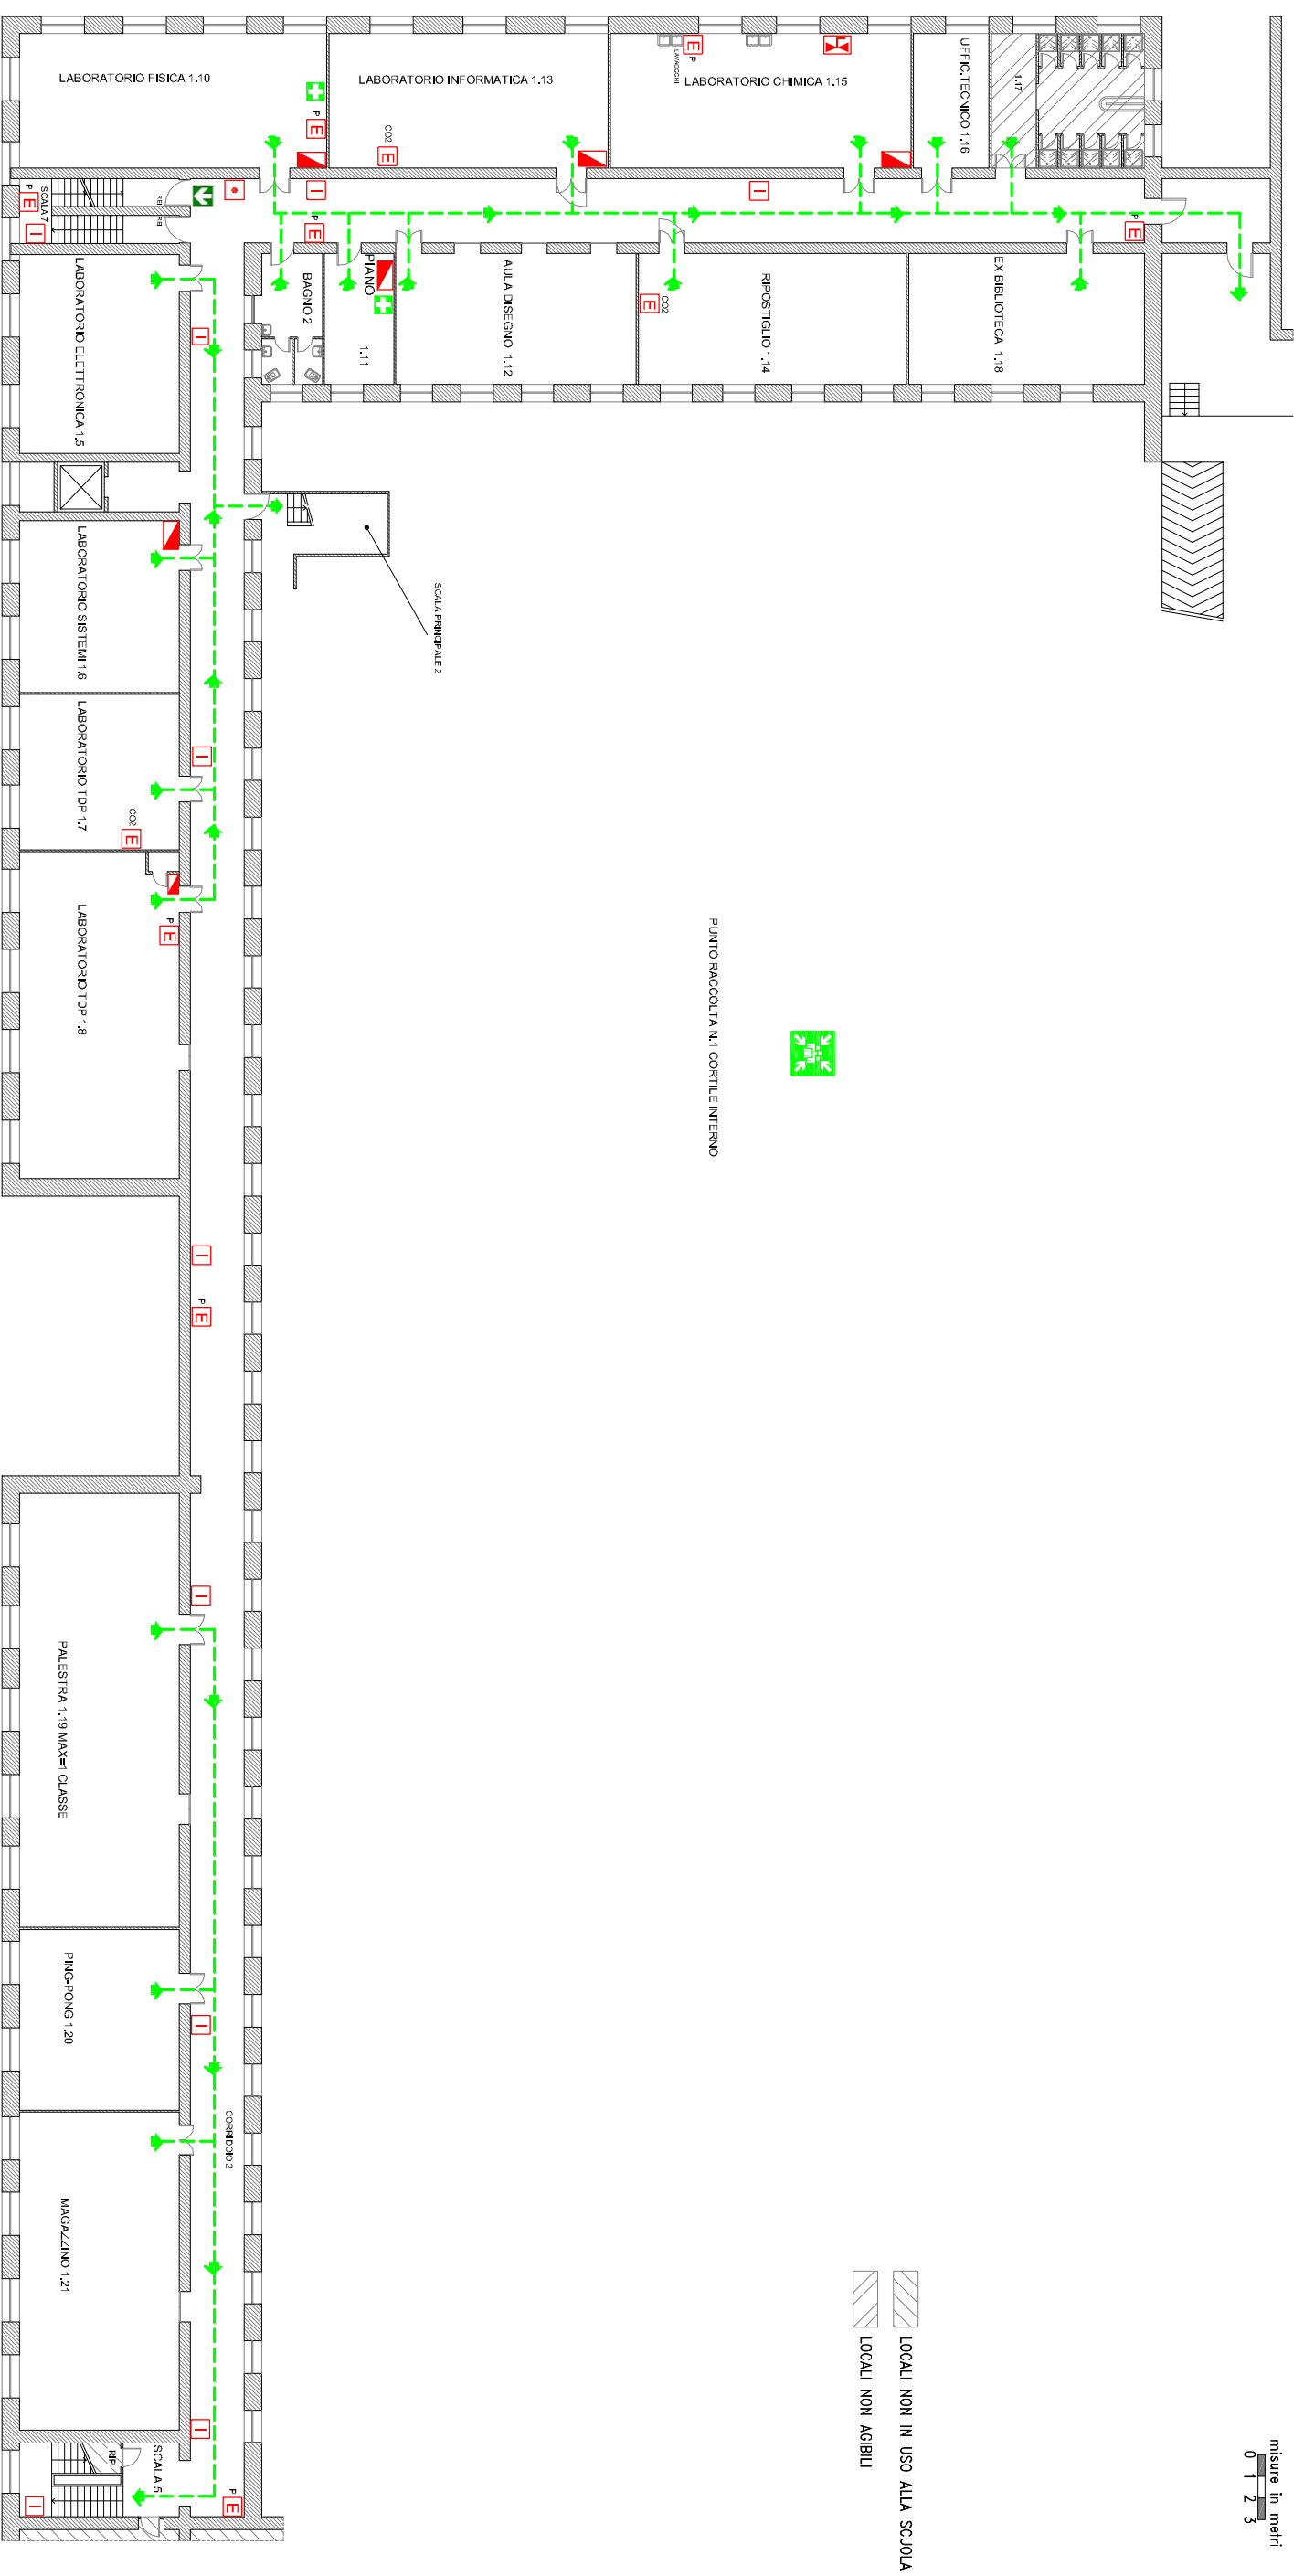 LABORATORIO FISICA 1.10
LABORATORIO INFORMATICA 1.13
LABORATORIO CHIMICA 1.15
UFFIC.TECNICO 1.16
1.17
LAVAOCCHI
E P
P E
CO2 E
SCALA 7
P E
I
REI
REI
I
P E
I
P E
BAGNO 2
PIANO
1.11
AULA DISEGNO 1.12
RIPOSTIGLIO 1.14
CO2 E
EX BIBLIOTECA 1.18
LABORATORIO ELETTRONICA 1.5
I
SCALA PRINCIPALE 2
LABORATORIO SISTEMI 1.6
LABORATORIO TDP 1.7
I
CO2 E
LABORATORIO TDP 1.8
P E
PUNTO RACCOLTA N.1 CORTILE INTERNO
I
P E
I
PALESTRA 1.19 MAX=1 CLASSE
PING-PONG 1.20
I
CORRIDOIO 2
MAGAZZINO 1.21
I
SCALA 5
RIP
P E
I
LOCALI NON IN USO ALLA SCUOLA
LOCALI NON AGIBILI
misure in metri
0 1 2 3